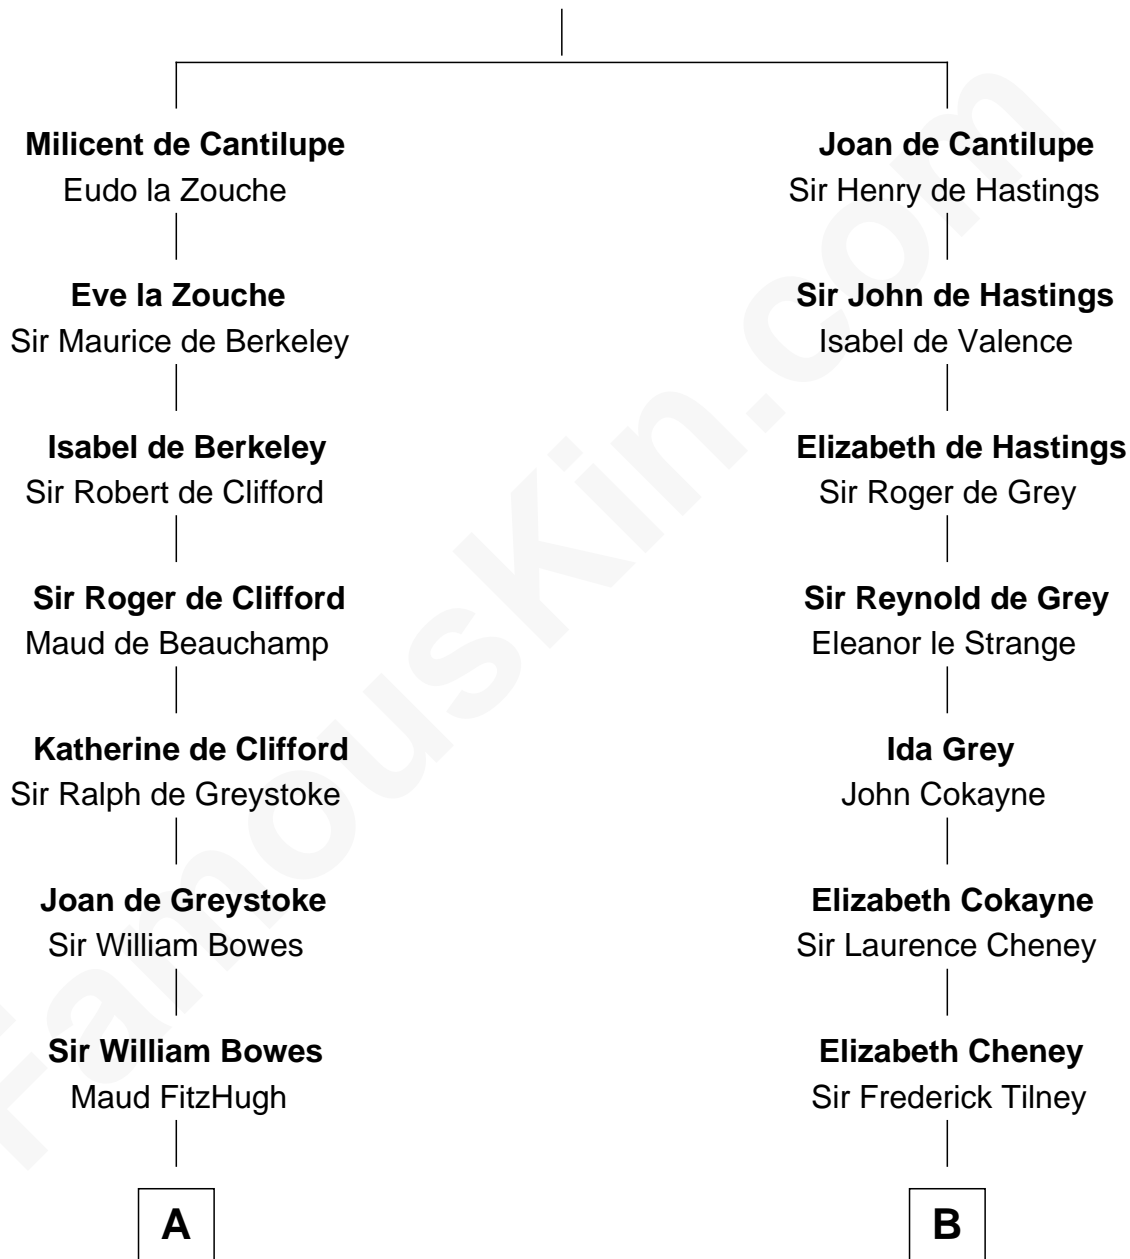 Milicent de Cantilupe
Eudo la Zouche
Eve la Zouche
Sir Maurice de Berkeley
Isabel de Berkeley
Sir Robert de Clifford
Sir Roger de Clifford
Maud de Beauchamp
Katherine de Clifford
Sir Ralph de Greystoke
Joan de Greystoke
Sir William Bowes
Sir William Bowes
Maud FitzHugh
A
Joan de Cantilupe
Sir Henry de Hastings
Sir John de Hastings
Isabel de Valence
Elizabeth de Hastings
Sir Roger de Grey
Sir Reynold de Grey
Eleanor le Strange
Ida Grey
John Cokayne
Elizabeth Cokayne
Sir Laurence Cheney
Elizabeth Cheney
Sir Frederick Tilney
B
FamousKin.com